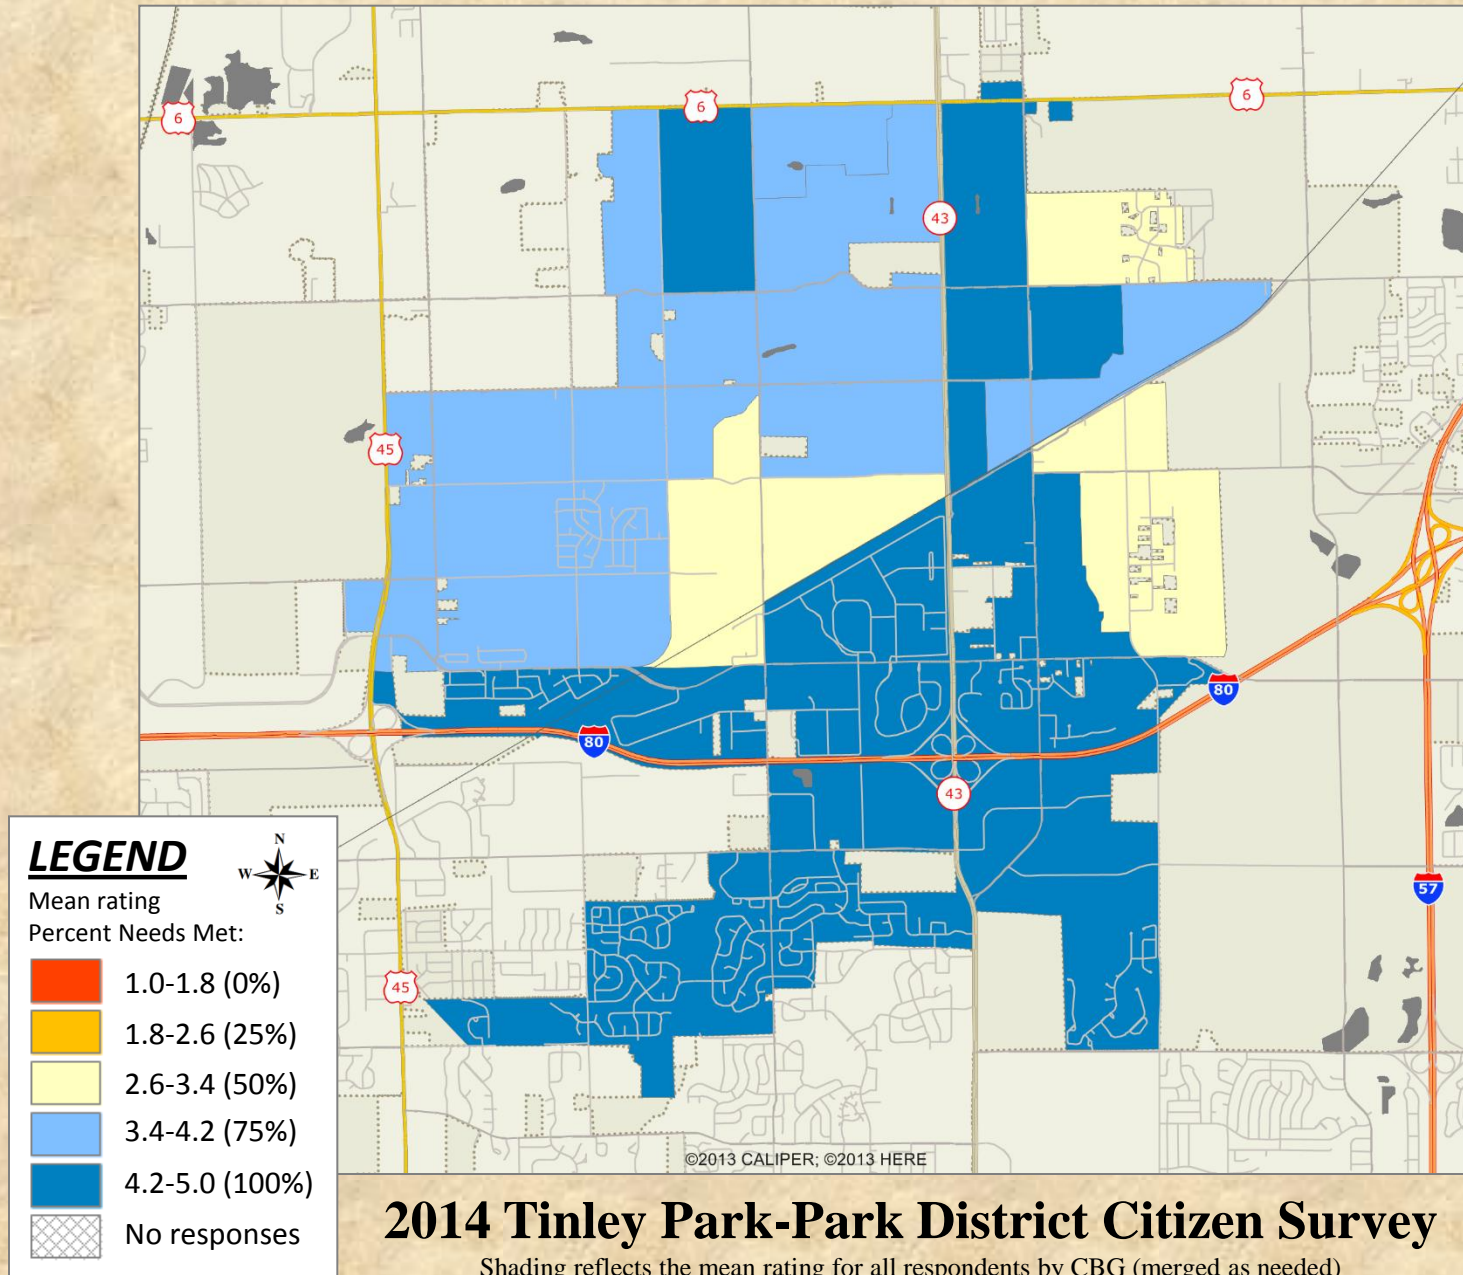 6
6
6
43
45
80
80
43
57
45
LEGEND
N
W E
S
Mean rating
Percent Needs Met:
1.0-1.8 (0%)
1.8-2.6 (25%)
2.6-3.4 (50%)
3.4-4.2 (75%)
4.2-5.0 (100%)
No responses
©2013 CALIPER; ©2013 HERE
2014 Tinley Park-Park District Citizen Survey
Shading reflects the mean rating for all respondents by CBG (merged as needed)